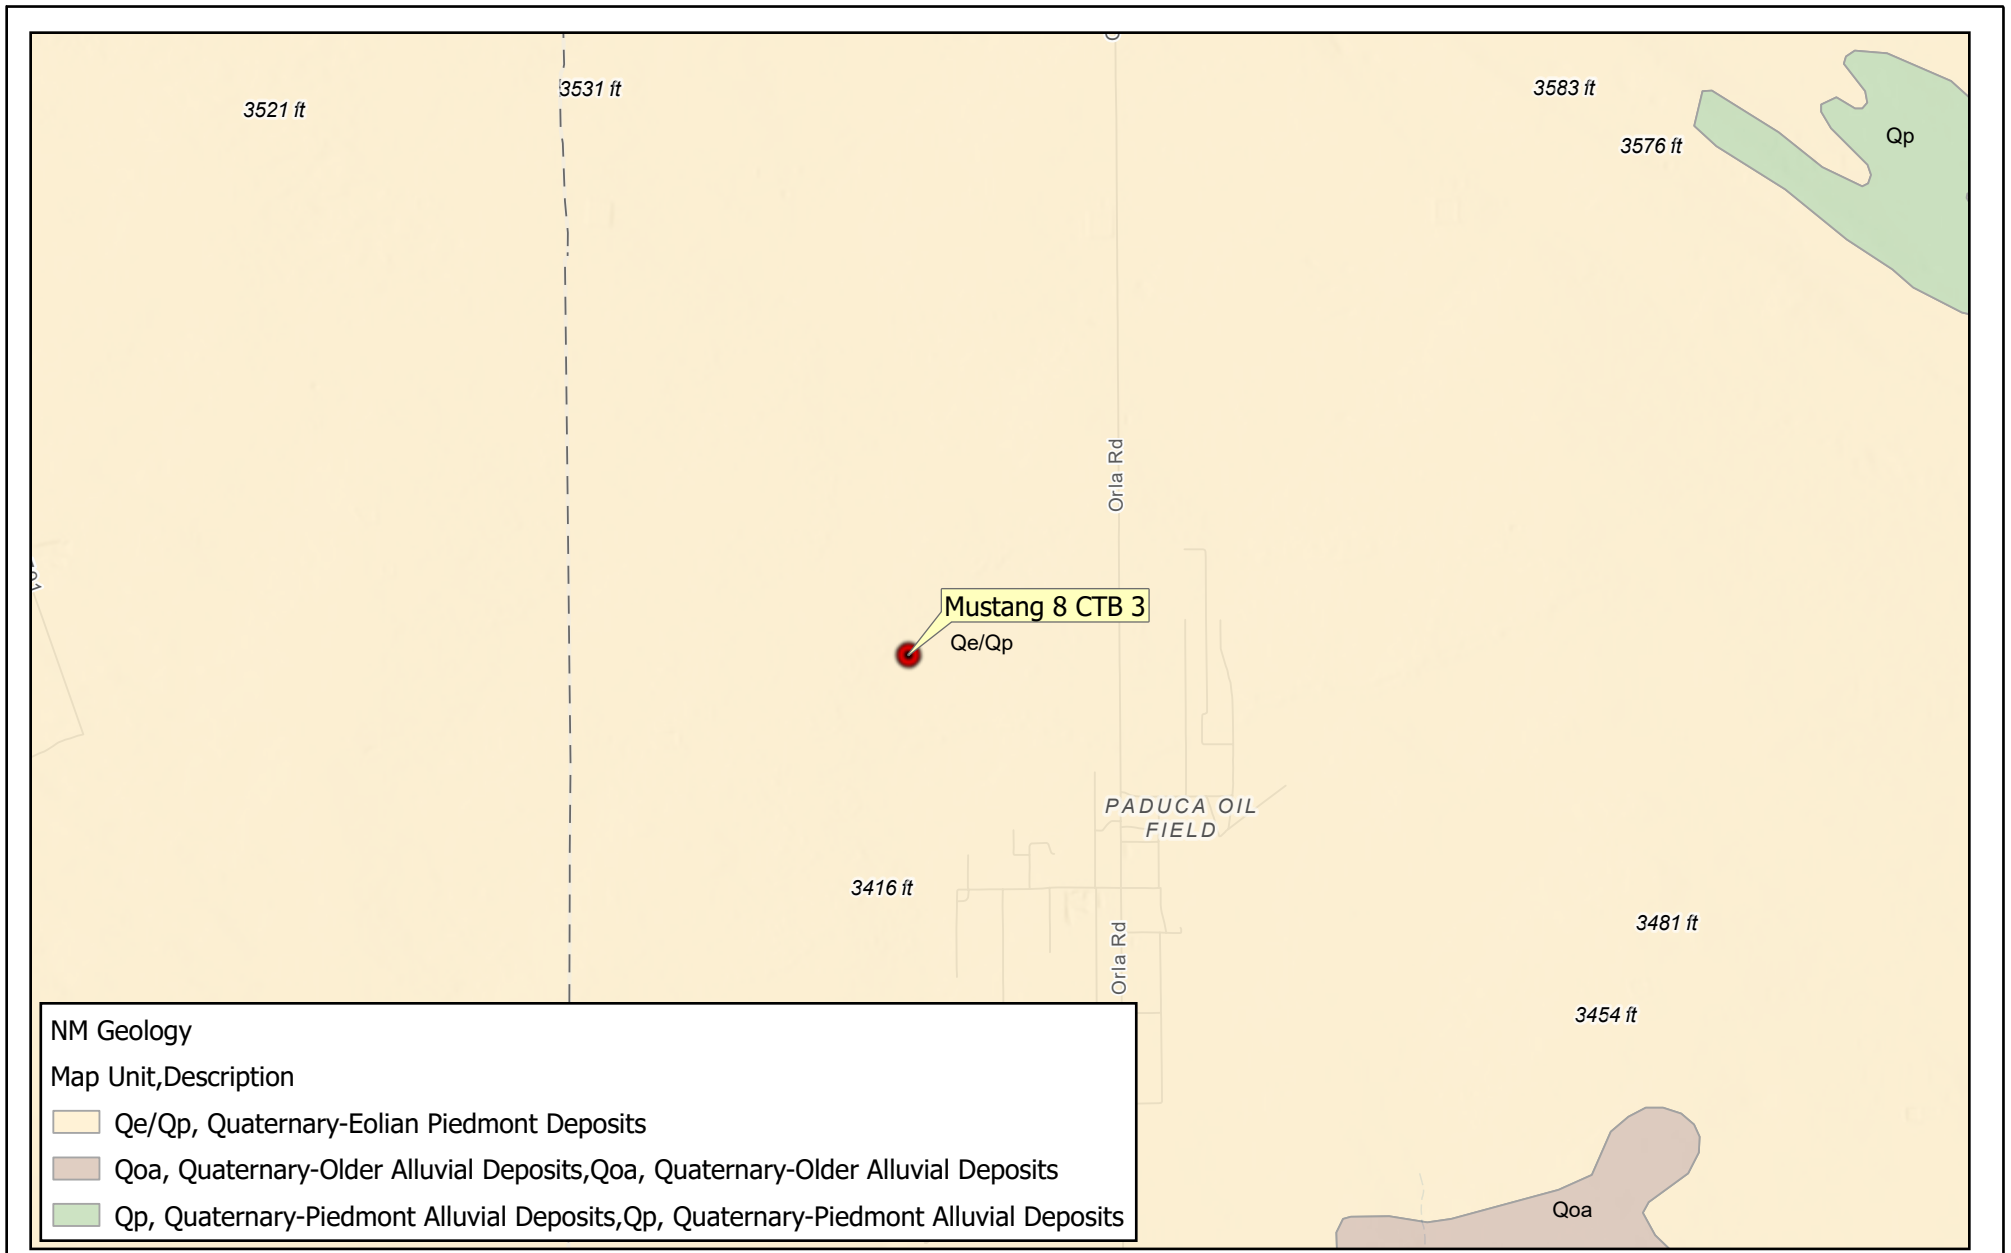 3521 ft
3531 ft
3583 ft
3576 ft
Qp
Orla Rd
Mustang 8 CTB 3
Qe/Qp
PADUCA OIL
FIELD
3416 ft
3481 ft
Orla Rd
3454 ft
Qoa
NM Geology
Map Unit,Description
Qe/Qp, Quaternary-Eolian Piedmont Deposits
Qoa, Quaternary-Older Alluvial Deposits,Qoa, Quaternary-Older Alluvial Deposits
Qp, Quaternary-Piedmont Alluvial Deposits,Qp, Quaternary-Piedmont Alluvial Deposits